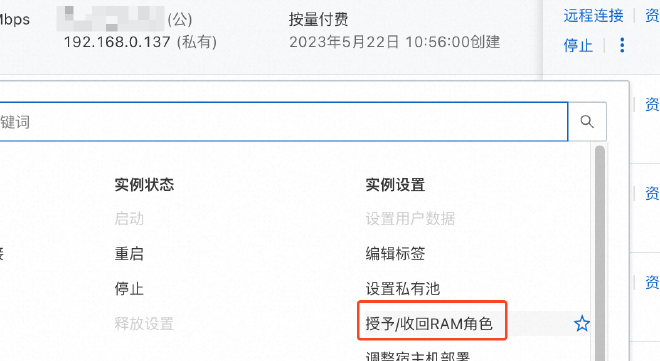 Mbps
(公)
192.168.0.137 (私有)
按量付费
2023年5月22日 10:56:00创建
远程连接
资
停止
资
键词
实例状态
实例设置
启动
设置用户数据
资
重启
编辑标签
停止
设置私有池
资
释放设置
授予/收回RAM角色
调整宿主机部署